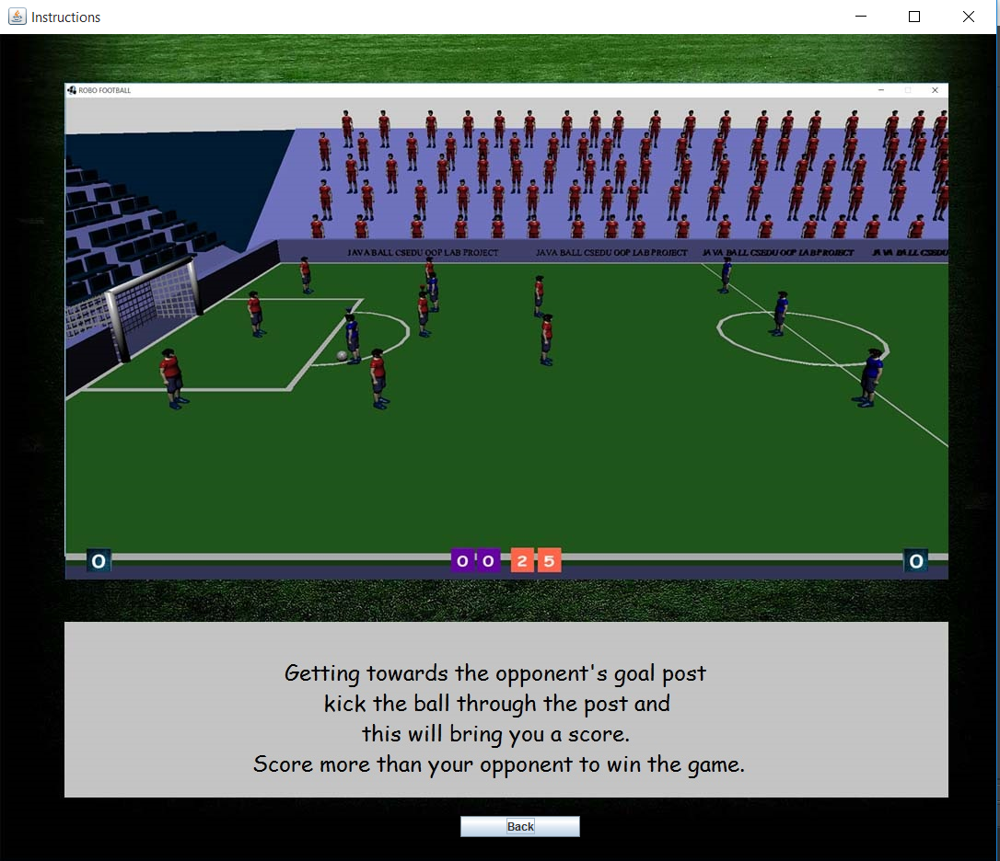 Instructions
ROBO FOOTBALL
JAVA BALL CSEDU OOP LAB PROJECT JAVA BALL CSEDU OOP LAB PROJECT JAVA BALL CSEDU OOP LAB PROJECT JAVA BALL CSEDU
0 0'0 25 0
Getting towards the opponent's goal post
kick the ball through the post and
this will bring you a score.
Score more than your opponent to win the game.
Back